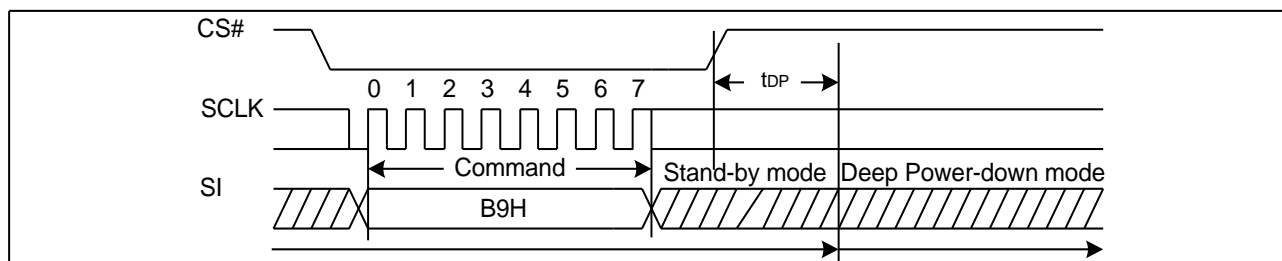 CS#
tDP
0 1 2 3 4 5 6 7
SCLK
Command
Stand-by mode Deep Power-down mode
SI
B9H